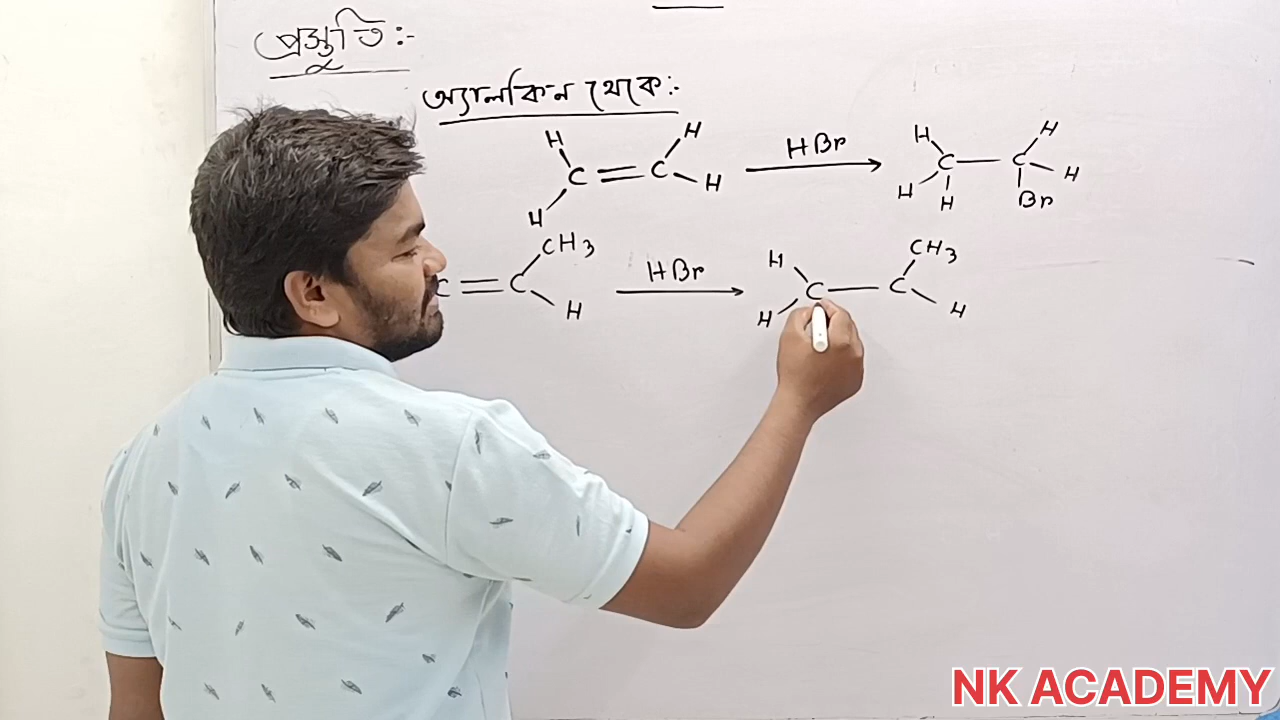 প্রস্তুতি :-
অ্যালকিন থেকে :-
H H H H
C = C HBr C — C
H H H H Br H
CH3 H CH3
C = C HBr C — C
H H H
NK ACADEMY